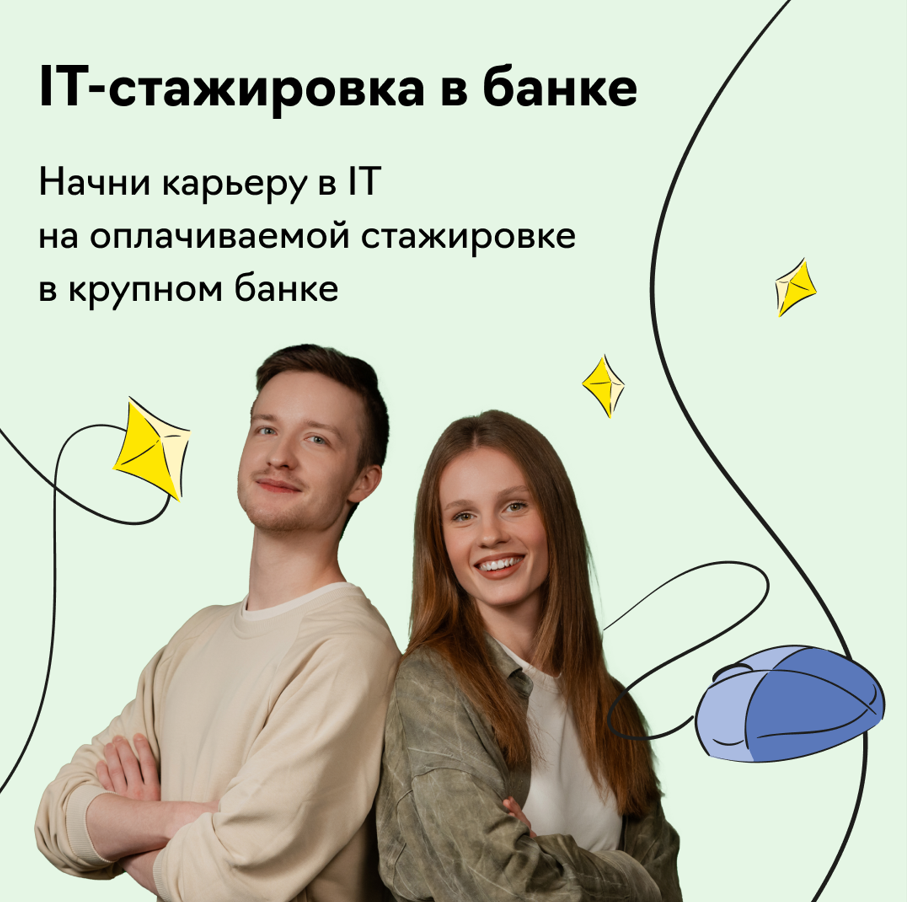 IT-стажировка в банке
Начни карьеру в IT
на оплачиваемой стажировке
в крупном банке